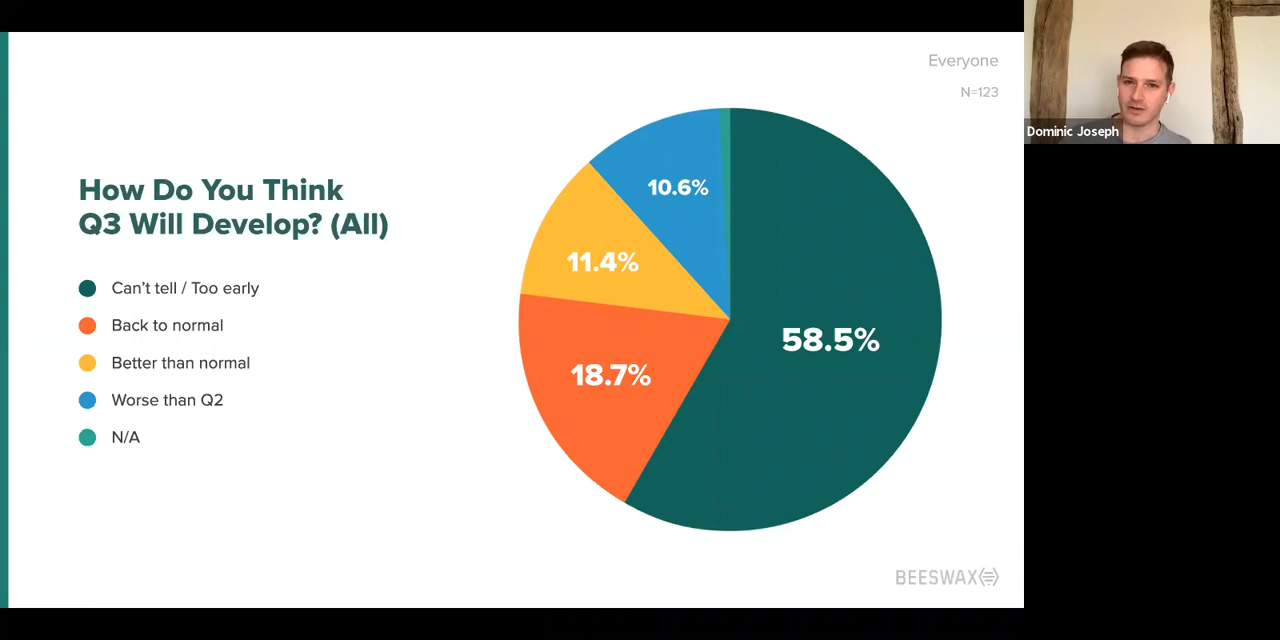 Everyone
N=123
How Do You Think
Q3 Will Develop? (All)
Can't tell / Too early
Back to normal
Better than normal
Worse than Q2
N/A
10.6%
11.4%
58.5%
18.7%
BEESWAX
Dominic Joseph